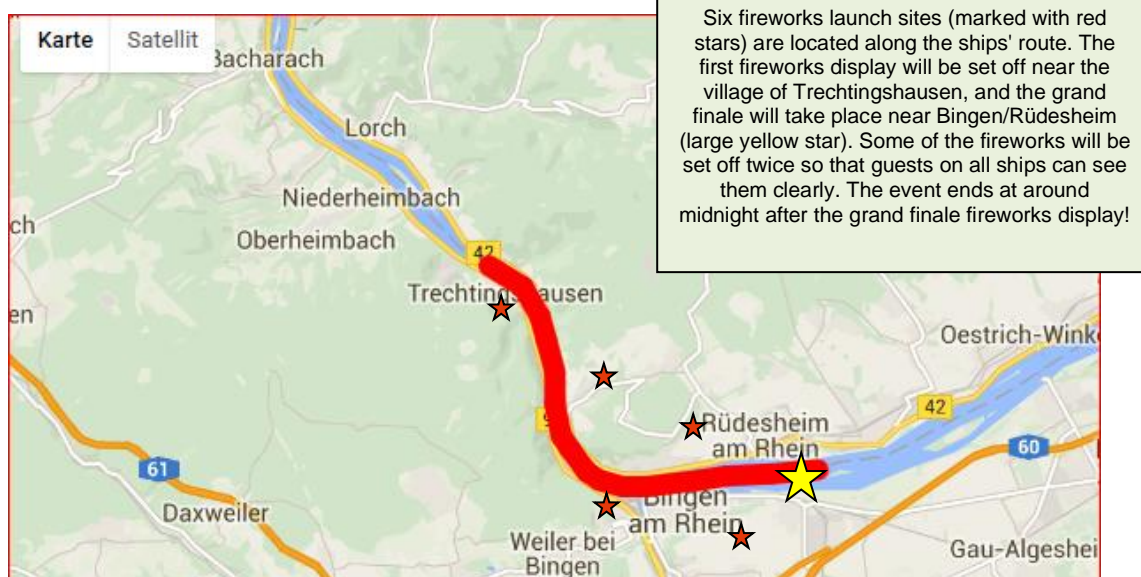 Six fireworks launch sites (marked with red
stars) are located along the ships' route. The
first fireworks display will be set off near the
village of Trechtingshausen, and the grand
finale will take place near Bingen/Rüdesheim
(large yellow star). Some of the fireworks will be
set off twice so that guests on all ships can see
them clearly. The event ends at around
midnight after the grand finale fireworks display!
Karte Satellit
Bacharach
Lorch
Niederheimbach
ch
Oberheimbach
42
Trechtingshausen
en
Oestrich-Wink
42
9
Rüdesheim
am Rhein
60
61
Daxweiler
Bingen
am Rhein
Weiler bei
Bingen
Gau-Algeshei